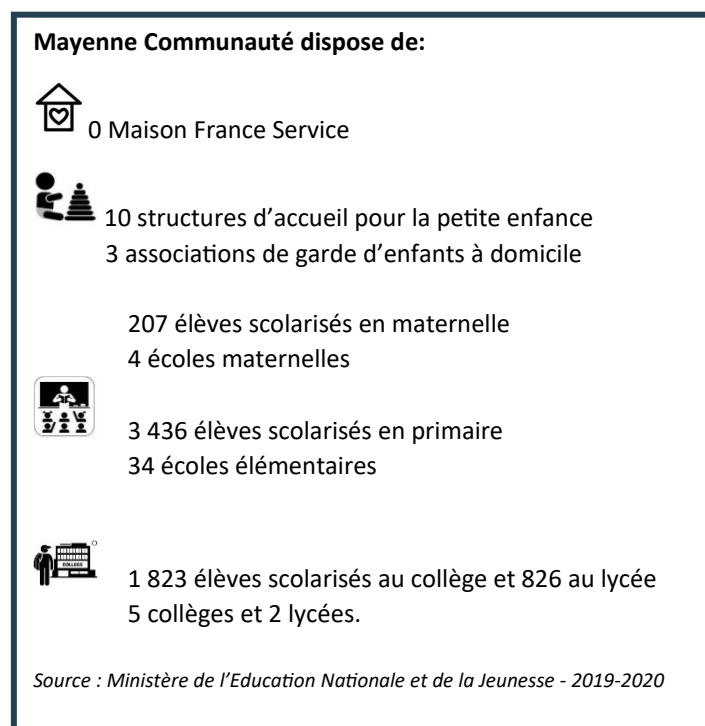 Mayenne Communauté dispose de:
0 Maison France Service
10 structures d'accueil pour la petite enfance
3 associations de garde d'enfants à domicile
207 élèves scolarisés en maternelle
4 écoles maternelles
3 436 élèves scolarisés en primaire
34 écoles élémentaires
COLLEGE
1 823 élèves scolarisés au collège et 826 au lycée
5 collèges et 2 lycées.
Source : Ministère de l'Education Nationale et de la Jeunesse - 2019-2020